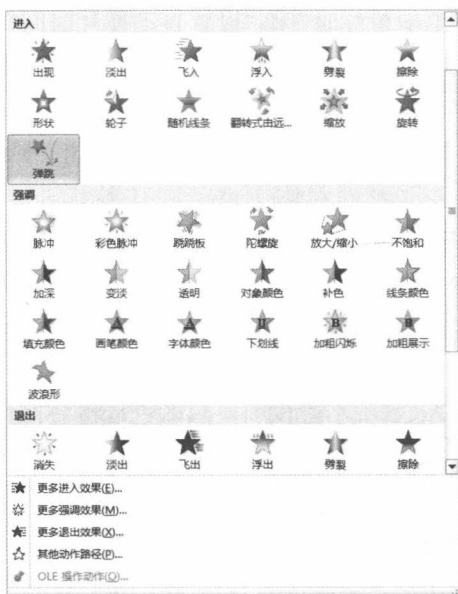 进入
出现 淡出 飞入 浮入 劈裂 擦除
形状 轮子 随机线条 翻转式由远... 缩放 旋转
弹跳
强调
脉冲 彩色脉冲 跷跷板 陀螺旋 放大/缩小 不饱和
加深 变淡 透明 对象颜色 补色 线条颜色
填充颜色 画笔颜色 字体颜色 下划线 加粗闪烁 加粗展示
波浪形
退出
消失 淡出 飞出 浮出 劈裂 擦除
更多进入效果(E)...
更多强调效果(M)...
更多退出效果(X)...
其他动作路径(P)...
OLE 操作动作(O)...